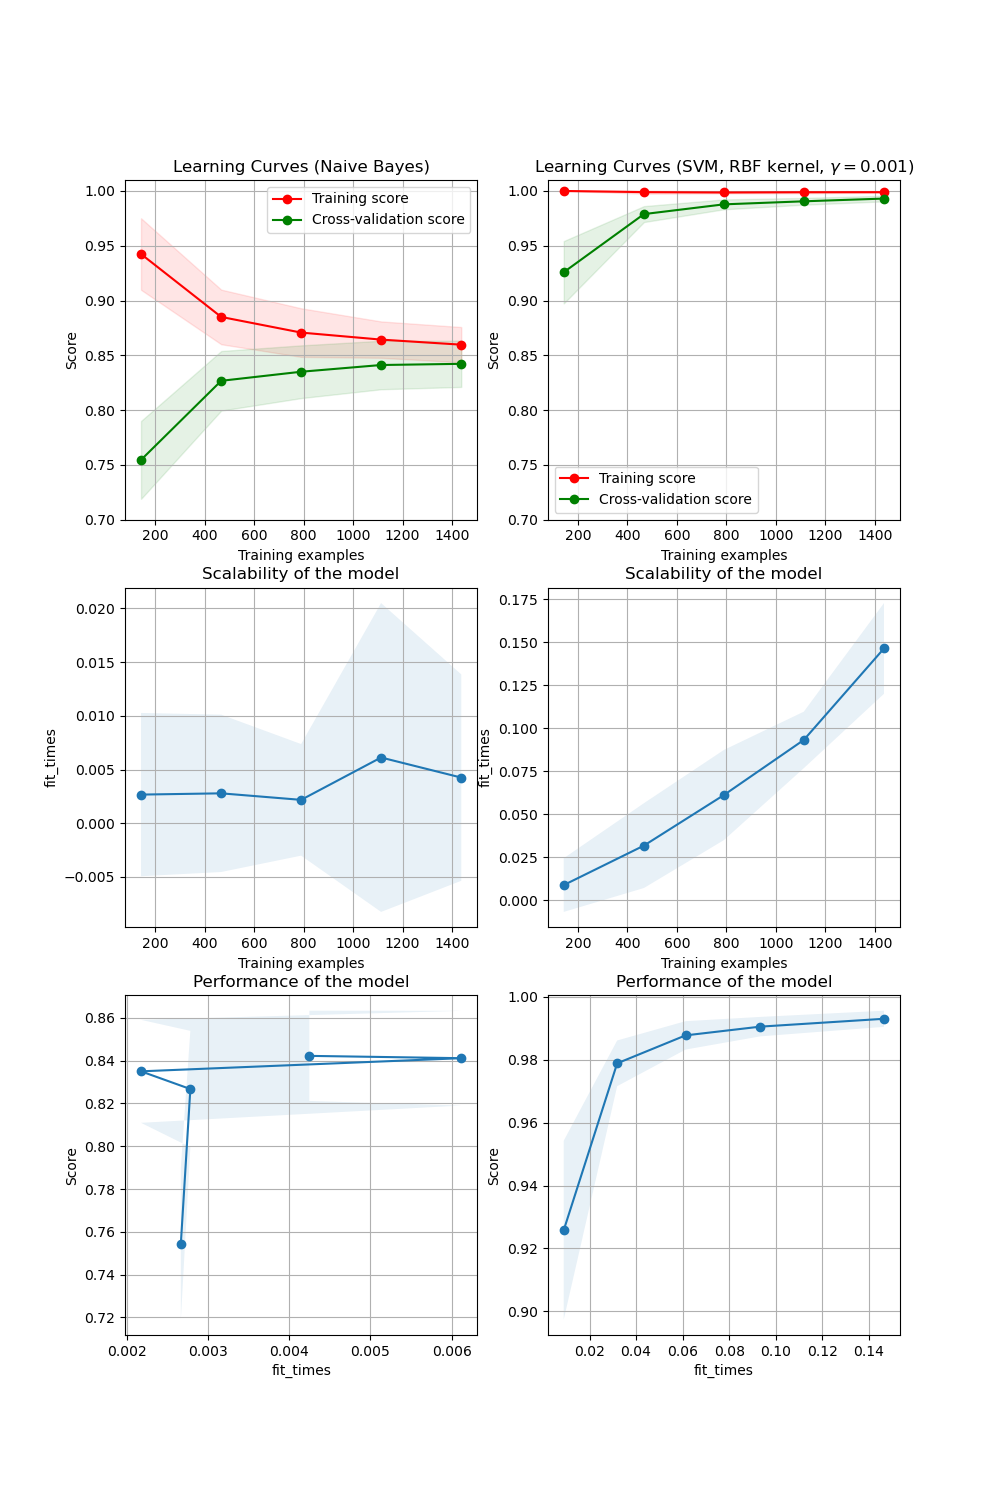 Learning Curves (Naive Bayes)
1.00
0.95
0.90
0.85
0.80
0.75
0.70
Score
Training score
Cross-validation score
200 400 600 800 1000 1200 1400
Training examples
Learning Curves (SVM, RBF kernel, γ = 0.001)
1.00
0.95
0.90
0.85
0.80
0.75
0.70
Score
Training score
Cross-validation score
200 400 600 800 1000 1200 1400
Training examples
Scalability of the model
0.020
0.015
0.010
0.005
0.000
−0.005
fit_times
200 400 600 800 1000 1200 1400
Training examples
Scalability of the model
0.175
0.150
0.125
0.100
0.075
0.050
0.025
0.000
fit_times
200 400 600 800 1000 1200 1400
Training examples
Performance of the model
0.86
0.84
0.82
0.80
0.78
0.76
0.74
0.72
Score
0.002 0.003 0.004 0.005 0.006
fit_times
Performance of the model
1.00
0.98
0.96
0.94
0.92
0.90
Score
0.02 0.04 0.06 0.08 0.10 0.12 0.14
fit_times